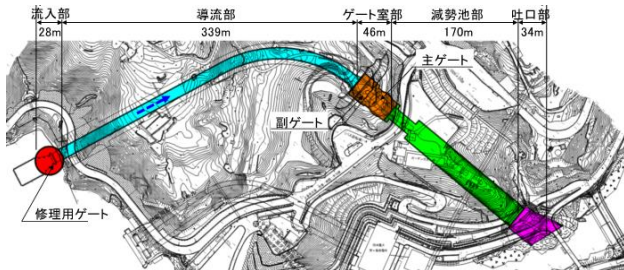 流入部 導流部 ゲート室部 減勢池部 吐口部
28m 339m 46m 170m 34m
主ゲート
副ゲート
修理用ゲート